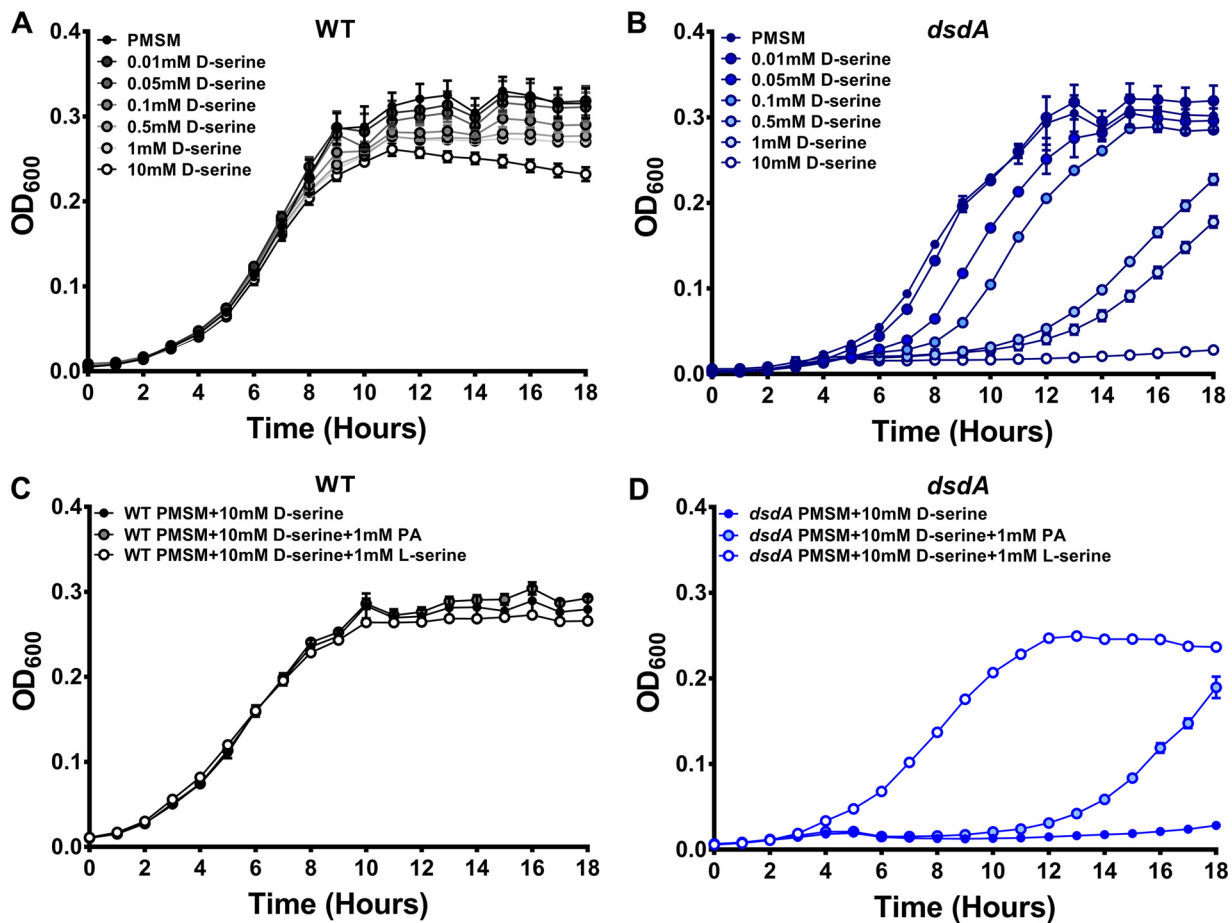 A
WT
PMSM
0.01mM D-serine
0.05mM D-serine
0.1mM D-serine
0.5mM D-serine
1mM D-serine
10mM D-serine
0.4
0.3
0.2
0.1
0.0
OD600
0 2 4 6 8 10 12 14 16 18
Time (Hours)
B
dsdA
PMSM
0.01mM D-serine
0.05mM D-serine
0.1mM D-serine
0.5mM D-serine
1mM D-serine
10mM D-serine
0.4
0.3
0.2
0.1
0.0
OD600
0 2 4 6 8 10 12 14 16 18
Time (Hours)
C
WT
WT PMSM+10mM D-serine
WT PMSM+10mM D-serine+1mM PA
WT PMSM+10mM D-serine+1mM L-serine
0.4
0.3
0.2
0.1
0.0
OD600
0 2 4 6 8 10 12 14 16 18
Time (Hours)
D
dsdA
dsdA PMSM+10mM D-serine
dsdA PMSM+10mM D-serine+1mM PA
dsdA PMSM+10mM D-serine+1mM L-serine
0.4
0.3
0.2
0.1
0.0
OD600
0 2 4 6 8 10 12 14 16 18
Time (Hours)